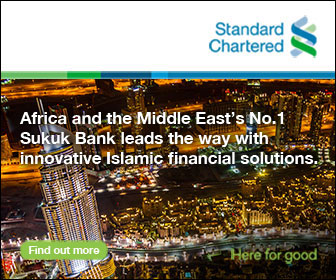 Standard
Chartered
Africa and the Middle East's No.1
Sukuk Bank leads the way with
innovative Islamic financial solutions.
Find out more
Here for good